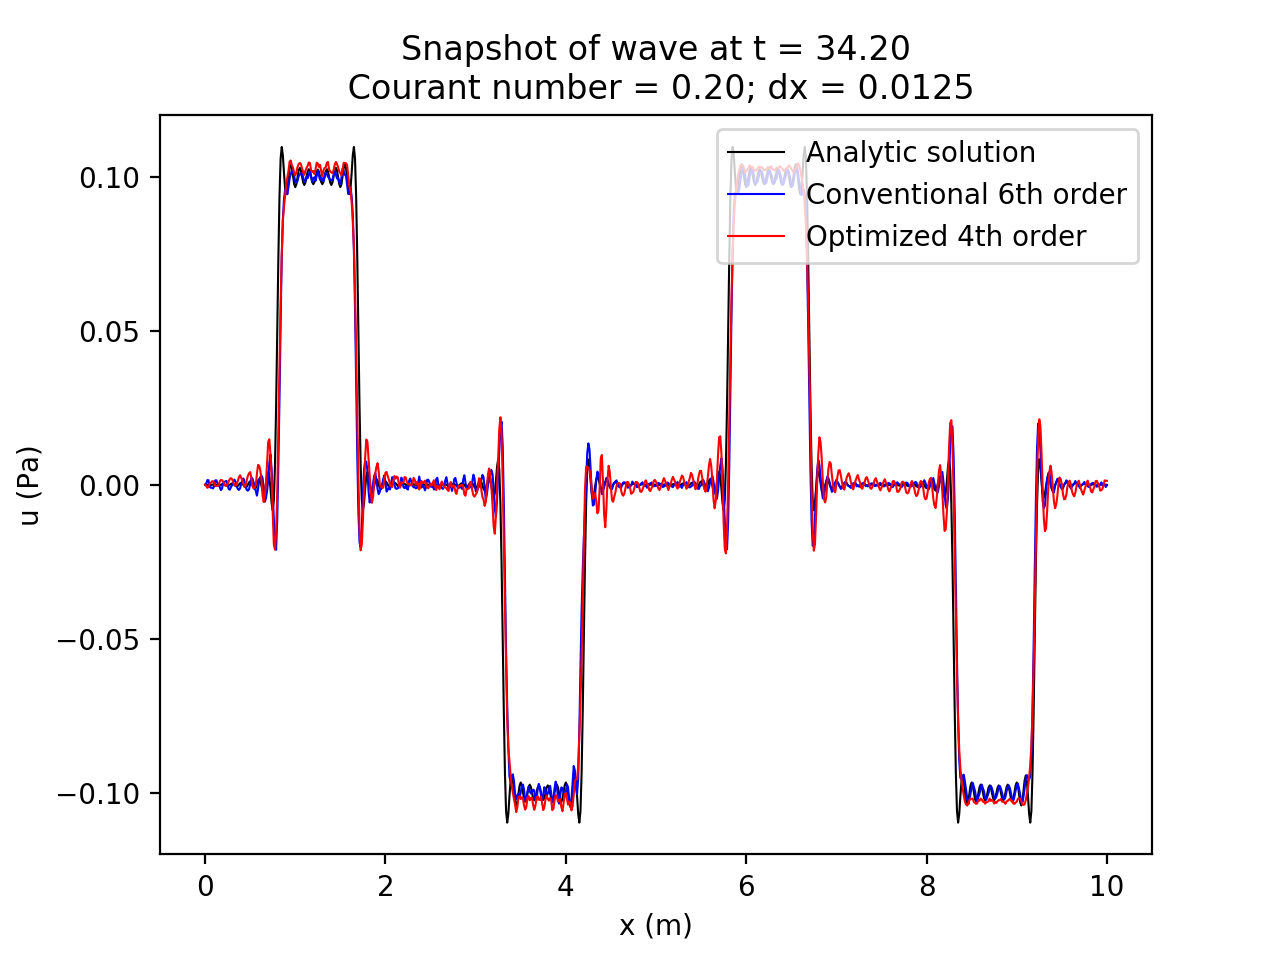 Snapshot of wave at t = 34.20
Courant number = 0.20; dx = 0.0125
Analytic solution
Conventional 6th order
Optimized 4th order
0.10
0.05
0.00
−0.05
−0.10
u (Pa)
0 2 4 6 8 10
x (m)